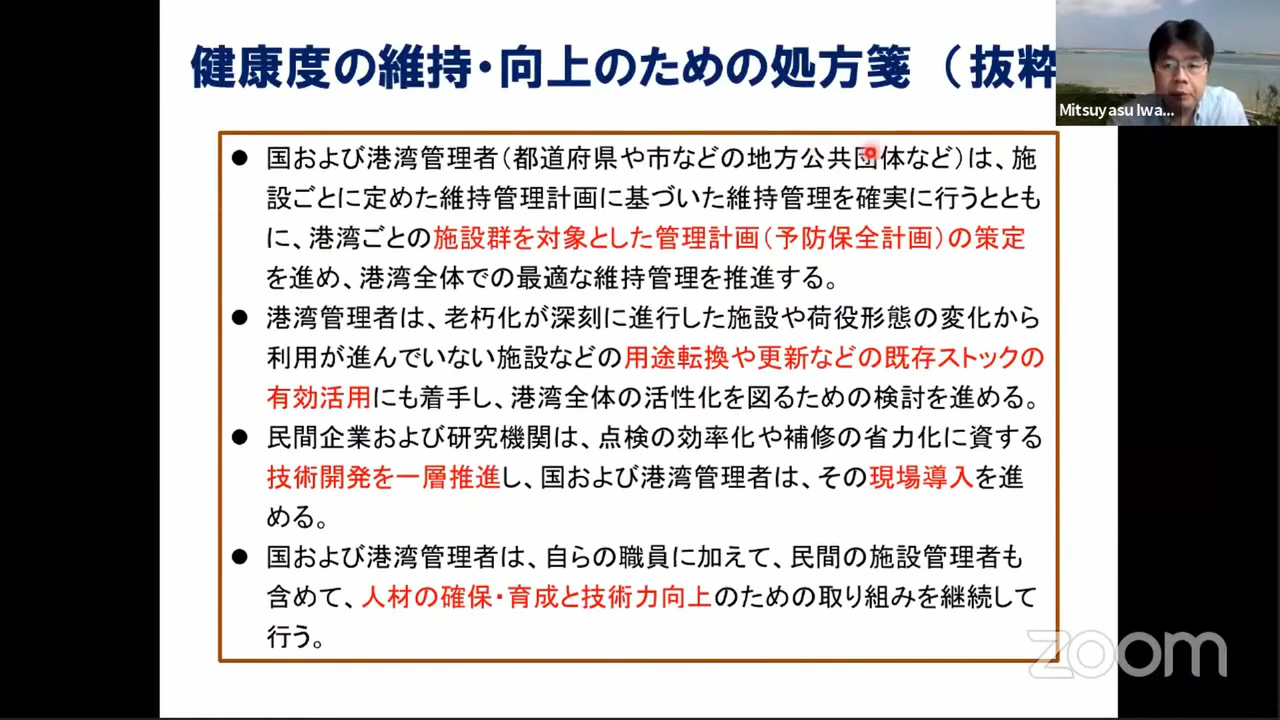 健康度の維持・向上のための処方箋（抜粋
Mitsuyasu Iwa...
● 国および港湾管理者（都道府県や市などの地方公共団体など）は、施
設ごとに定めた維持管理計画に基づいた維持管理を確実に行うととも
に、港湾ごとの施設群を対象とした管理計画（予防保全計画）の策定
を進め、港湾全体での最適な維持管理を推進する。
● 港湾管理者は、老朽化が深刻に進行した施設や荷役形態の変化から
利用が進んでいない施設などの用途転換や更新などの既存ストックの
有効活用にも着手し、港湾全体の活性化を図るための検討を進める。
● 民間企業および研究機関は、点検の効率化や補修の省力化に資する
技術開発を一層推進し、国および港湾管理者は、その現場導入を進
める。
● 国および港湾管理者は、自らの職員に加えて、民間の施設管理者も
含めて、人材の確保・育成と技術力向上のための取り組みを継続して
行う。
zoom